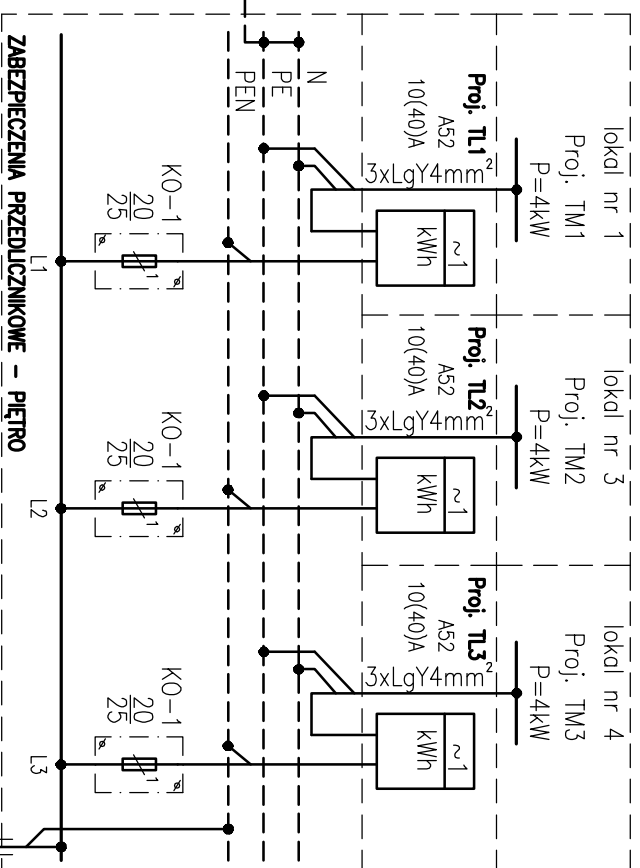 lokal nr 1
Proj. TM1
P=4kW
Proj. TL1
A52
10(40)A
3xLgY4mm²
~1
kWh
lokal nr 3
Proj. TM2
P=4kW
Proj. TL2
A52
10(40)A
3xLgY4mm²
~1
kWh
lokal nr 4
Proj. TM3
P=4kW
Proj. TL3
A52
10(40)A
3xLgY4mm²
~1
kWh
N
PE
PEN
KO-1
20
25
1
L1
KO-1
20
25
1
L2
KO-1
20
25
1
L3
ZABEZPIECZENIA PRZEDLICZNIKOWE - PIĘTRO